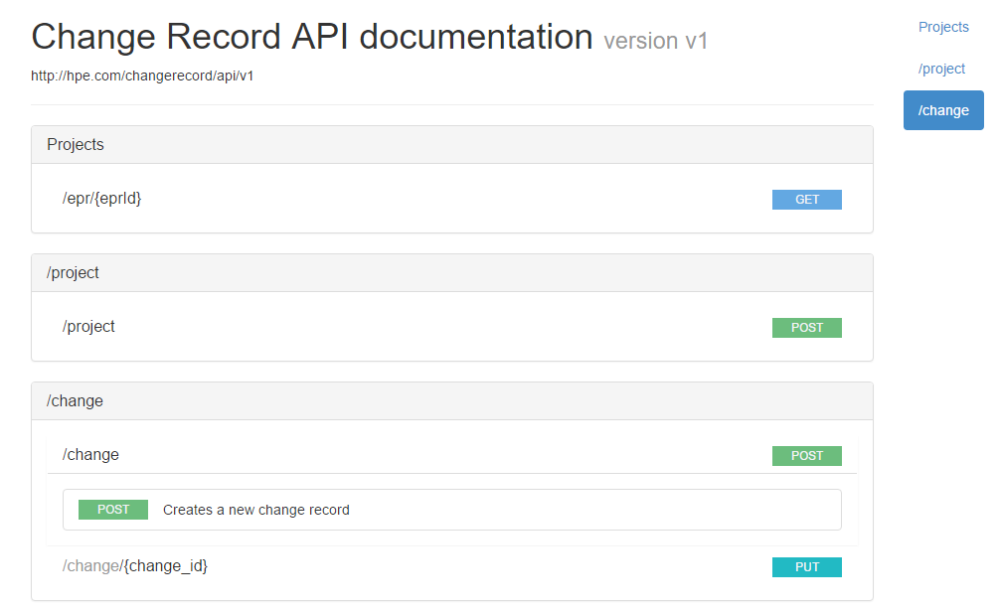 Change Record API documentation version v1
http://hpe.com/changerecord/api/v1
Projects
/epr/{eprId}
GET
/project
/project
POST
/change
/change
POST
POST Creates a new change record
/change/{change_id}
PUT
Projects
/project
/change